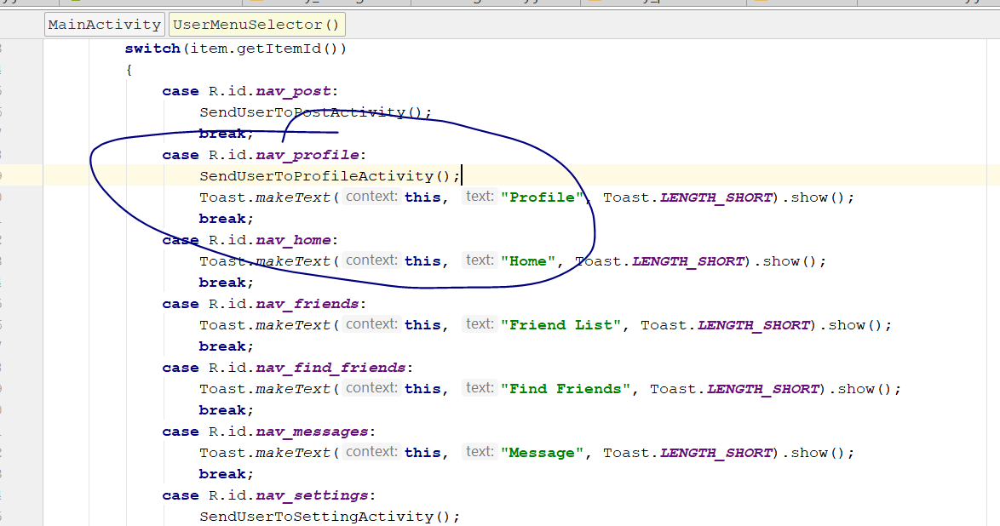 MainActivity UserMenuSelector()
switch(item.getItemId())
{
case R.id.nav_post:
SendUserToPostActivity();
break;
case R.id.nav_profile:
SendUserToProfileActivity();
Toast.makeText( context: this, text: "Profile", Toast.LENGTH_SHORT).show();
break;
case R.id.nav_home:
Toast.makeText( context: this, text: "Home", Toast.LENGTH_SHORT).show();
break;
case R.id.nav_friends:
Toast.makeText( context: this, text: "Friend List", Toast.LENGTH_SHORT).show();
break;
case R.id.nav_find_friends:
Toast.makeText( context: this, text: "Find Friends", Toast.LENGTH_SHORT).show();
break;
case R.id.nav_messages:
Toast.makeText( context: this, text: "Message", Toast.LENGTH_SHORT).show();
break;
case R.id.nav_settings:
SendUserToSettingActivity();